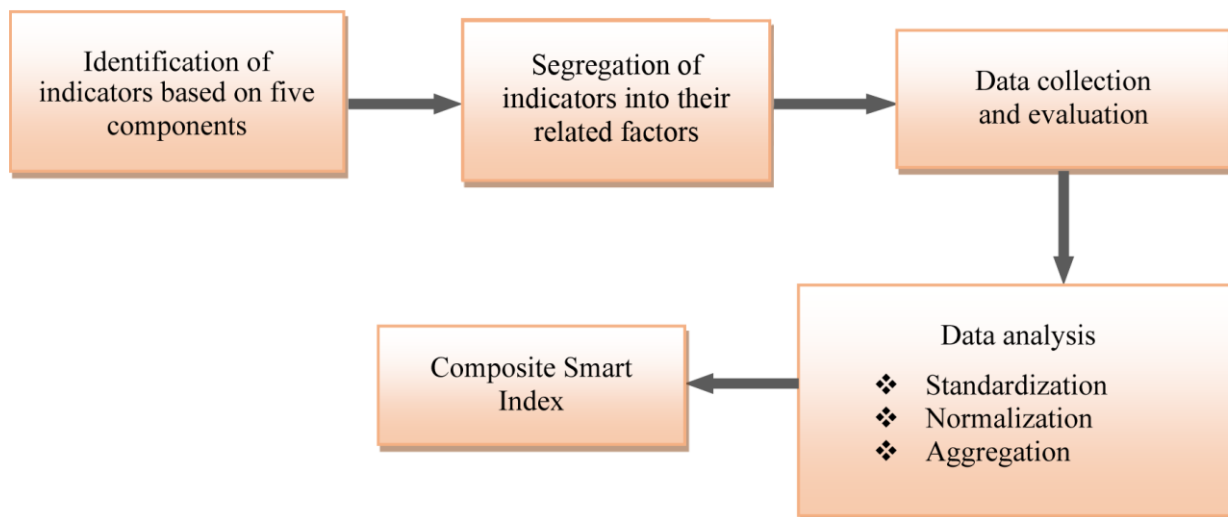 Identification of
indicators based on five
components
Segregation of
indicators into their
related factors
Data collection
and evaluation
Data analysis
❖ Standardization
❖ Normalization
❖ Aggregation
Composite Smart
Index